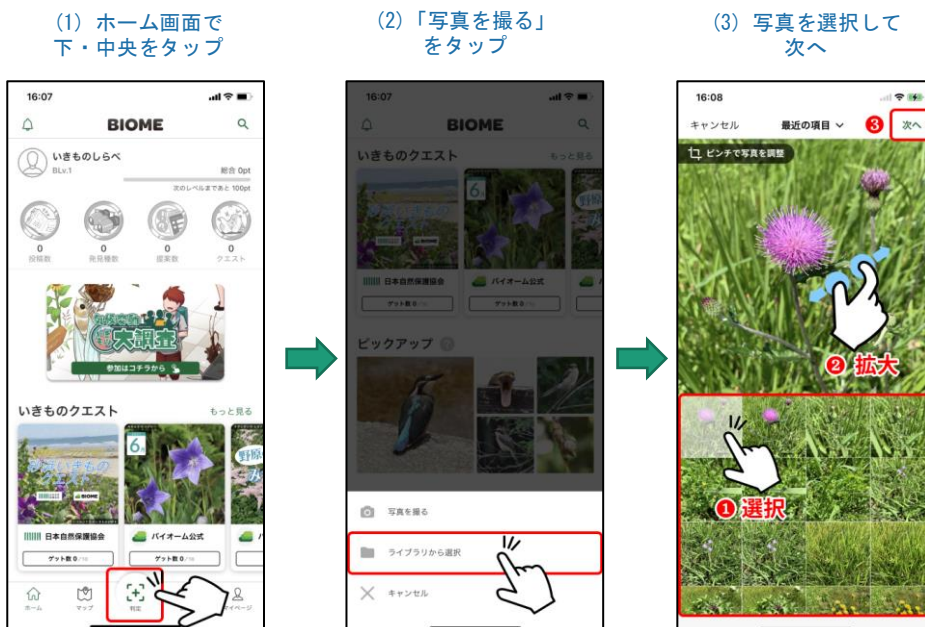 (1) ホーム画面で
下・中央をタップ
(2)「写真を撮る」
をタップ
(3) 写真を選択して
次へ
16:07
BIOME
いきものしらべ
BLv.1
総合 0pt
次のレベルまであと 100pt
0
0
0
0
投稿数
発見種数
提案数
クエスト
大調査
参加はコチラから
いきものクエスト
もっと見る
6
日本自然保護協会
バイオーム公式
ゲット数 0
ゲット数 0
ホーム
マップ
判定
マイページ
16:07
BIOME
いきものクエスト
もっと見る
6
日本自然保護協会
バイオーム公式
ゲット数 0
ゲット数 0
ピックアップ
写真を撮る
ライブラリから選択
キャンセル
16:08
キャンセル
最近の項目
3
次へ
ピンチで写真を調整
2 拡大
1 選択